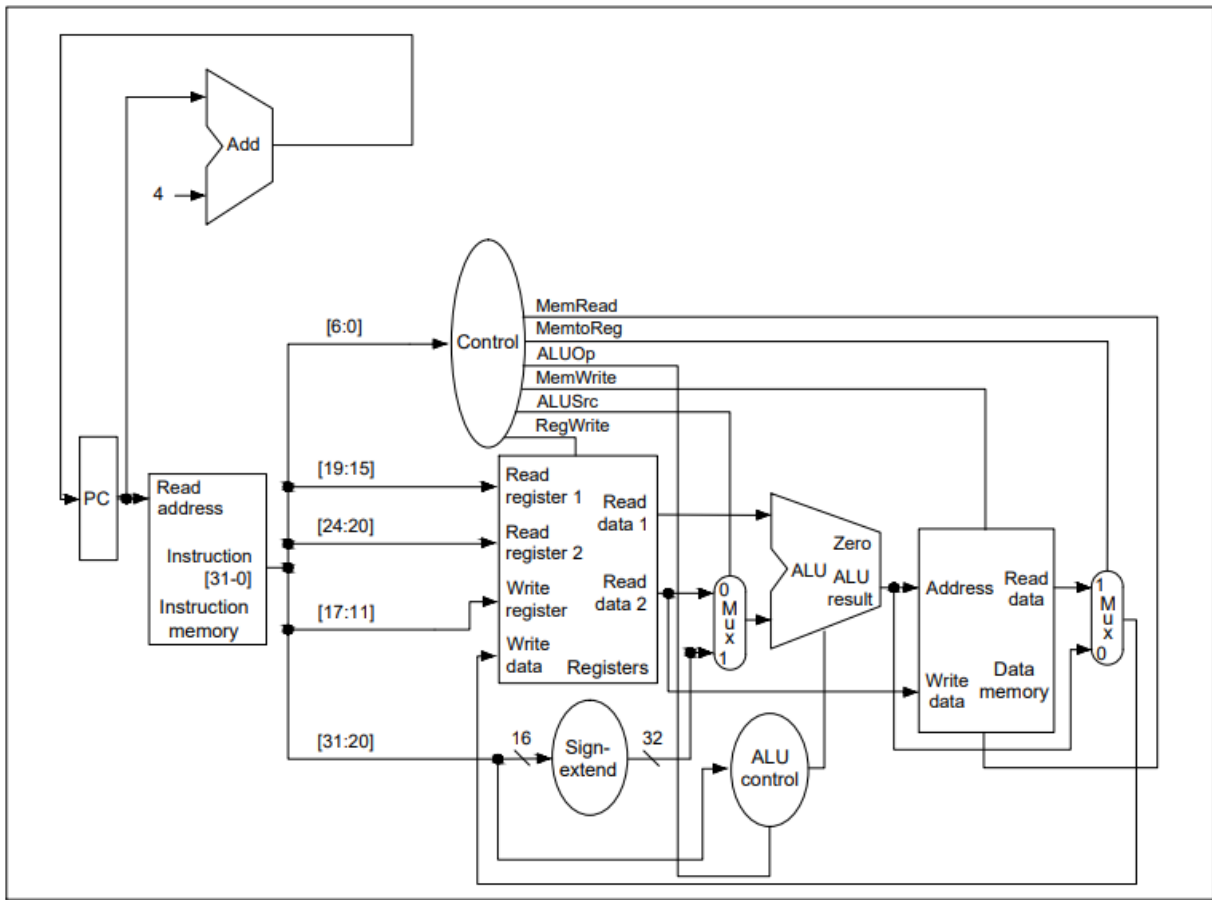 Add
4
MemRead
[6:0]
MemtoReg
Control
ALUOp
MemWrite
ALUSrc
RegWrite
[19:15]
Read
register 1
Read
data 1
PC
Read
address
[24:20]
Read
register 2
Zero
Instruction
[31-0]
ALU
ALU
result
Instruction
memory
[17:11]
Write
register
Read
data 2
0
Mux
1
Address
Read
data
1
Mux
0
Write
data
Registers
Write
data
Data
memory
[31:20]
16
Sign-
extend
32
ALU
control